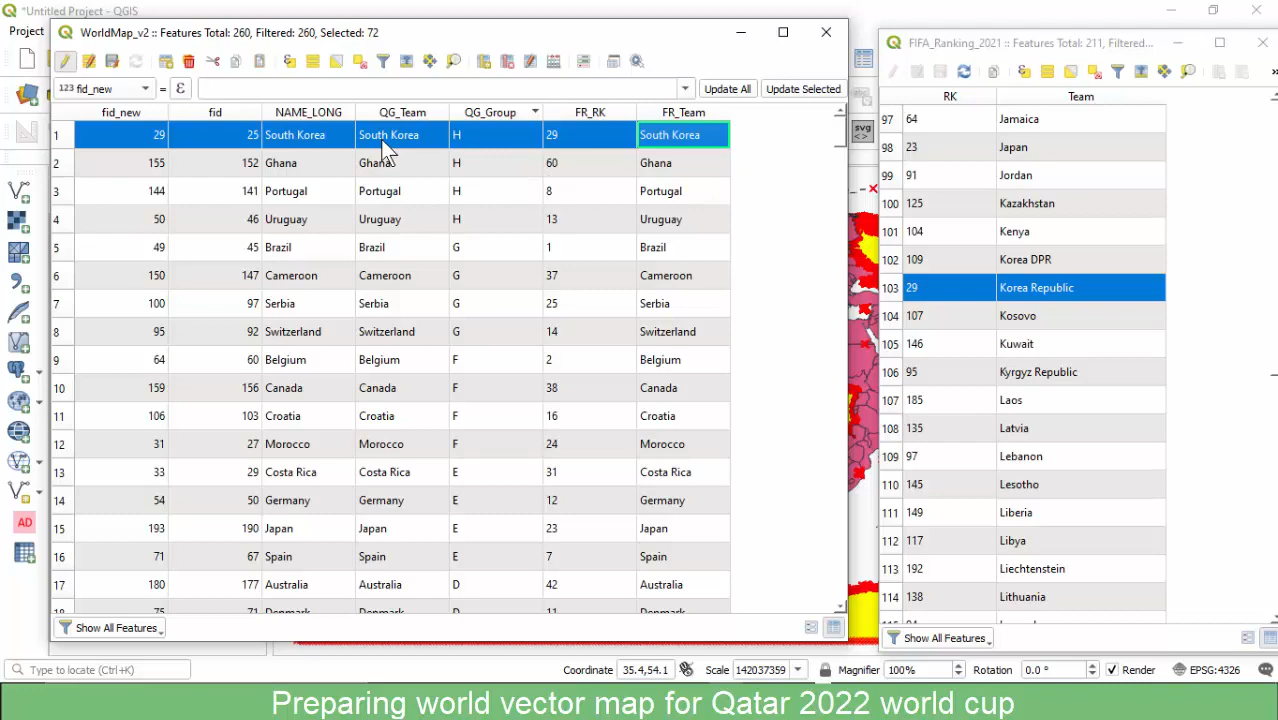 *Untitled Project - QGIS
Project
WorldMap_v2 :: Features Total: 260, Filtered: 260, Selected: 72
123 fid_new = ε Update All Update Selected
fid_new fid NAME_LONG QG_Team QG_Group FR_RK FR_Team
1 29 25 South Korea South Korea H 29 South Korea
2 155 152 Ghana Ghana H 60 Ghana
3 144 141 Portugal Portugal H 8 Portugal
4 50 46 Uruguay Uruguay H 13 Uruguay
5 49 45 Brazil Brazil G 1 Brazil
6 150 147 Cameroon Cameroon G 37 Cameroon
7 100 97 Serbia Serbia G 25 Serbia
8 95 92 Switzerland Switzerland G 14 Switzerland
9 64 60 Belgium Belgium F 2 Belgium
10 159 156 Canada Canada F 38 Canada
11 106 103 Croatia Croatia F 16 Croatia
12 31 27 Morocco Morocco F 24 Morocco
13 33 29 Costa Rica Costa Rica E 31 Costa Rica
14 54 50 Germany Germany E 12 Germany
15 193 190 Japan Japan E 23 Japan
16 71 67 Spain Spain E 7 Spain
17 180 177 Australia Australia D 42 Australia
18 75 71 Denmark Denmark D 11 Denmark
Show All Features
FIFA_Ranking_2021 :: Features Total: 211, Filtered...
RK Team
97 64 Jamaica
98 23 Japan
99 91 Jordan
100 125 Kazakhstan
101 104 Kenya
102 109 Korea DPR
103 29 Korea Republic
104 107 Kosovo
105 146 Kuwait
106 95 Kyrgyz Republic
107 185 Laos
108 135 Latvia
109 97 Lebanon
110 145 Lesotho
111 149 Liberia
112 117 Libya
113 192 Liechtenstein
114 138 Lithuania
Show All Features
svg
<>
AD
Type to locate (Ctrl+K) Coordinate 35.4,54.1 Scale 142037359 Magnifier 100% Rotation 0.0 ° Render EPSG:4326
Preparing world vector map for Qatar 2022 world cup